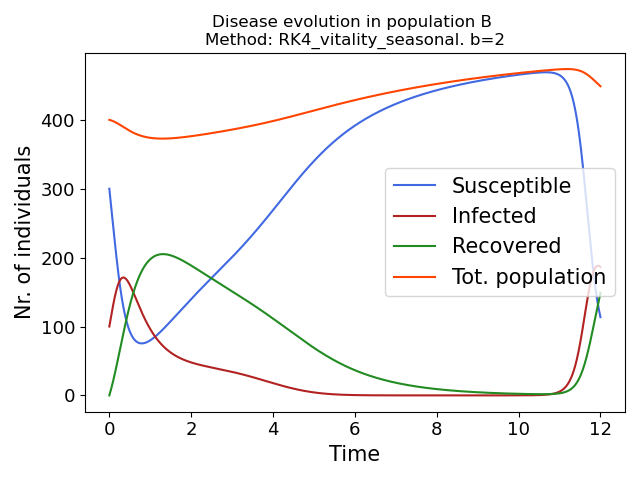 Disease evolution in population B
Method: RK4_vitality_seasonal. b=2
Nr. of individuals
400
300
200
100
0
Susceptible
Infected
Recovered
Tot. population
0 2 4 6 8 10 12
Time